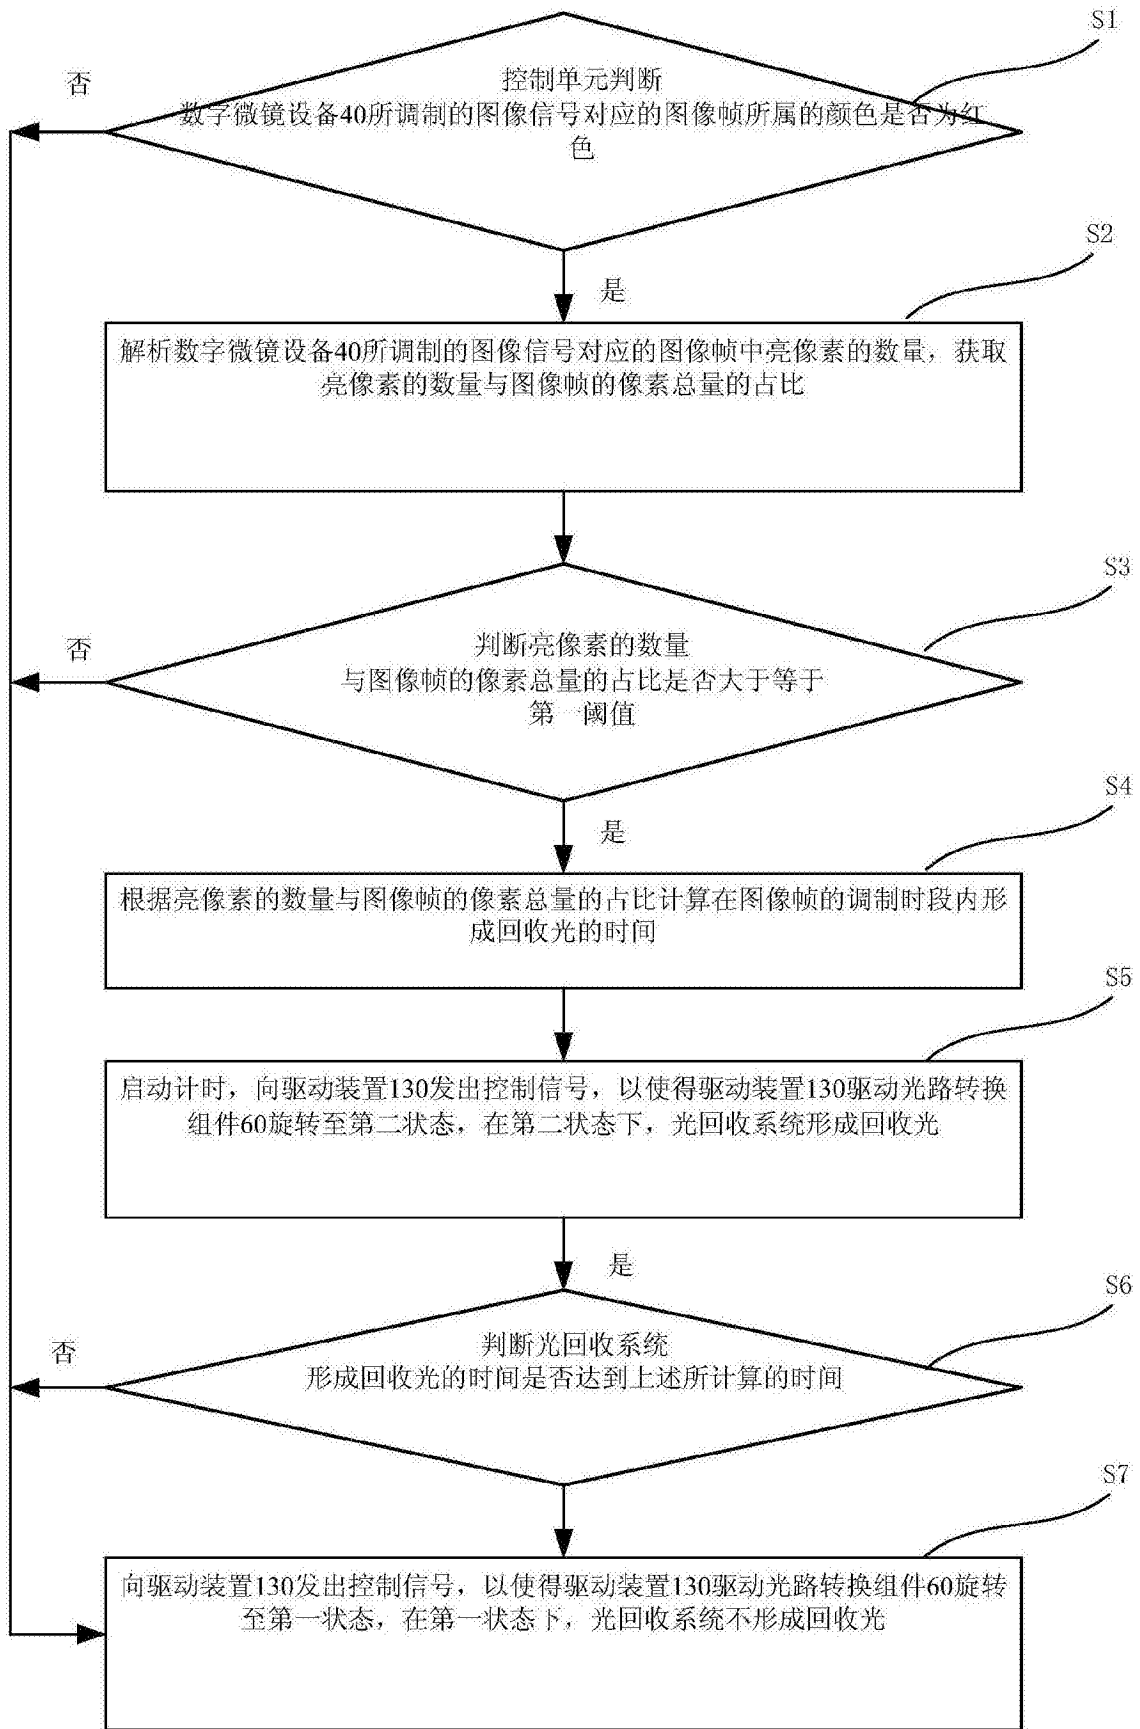 S1
控制单元判断
否
数字微镜设备40所调制的图像信号对应的图像帧所属的颜色是否为红
色
S2
是
解析数字微镜设备40所调制的图像信号对应的图像帧中亮像素的数量，获取
亮像素的数量与图像帧的像素总量的占比
S3
判断亮像素的数量
否
与图像帧的像素总量的占比是否大于等于
第一阈值
S4
是
根据亮像素的数量与图像帧的像素总量的占比计算在图像帧的调制时段内形
成回收光的时间
S5
启动计时，向驱动装置130发出控制信号，以使得驱动装置130驱动光路转换
组件60旋转至第二状态，在第二状态下，光回收系统形成回收光
是
S6
判断光回收系统
否
形成回收光的时间是否达到上述所计算的时间
S7
向驱动装置130发出控制信号，以使得驱动装置130驱动光路转换组件60旋转
至第一状态，在第一状态下，光回收系统不形成回收光